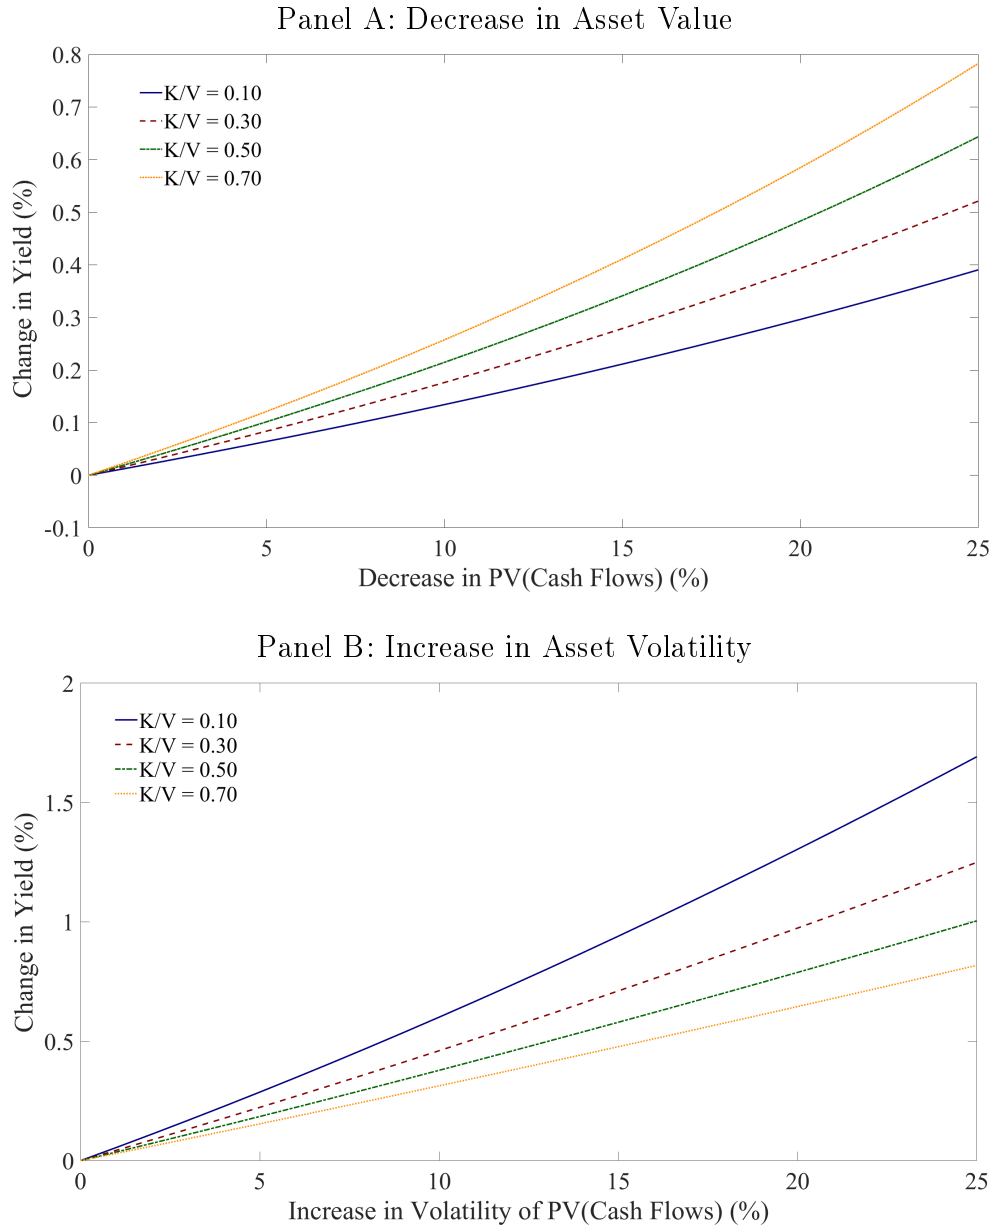 Panel A: Decrease in Asset Value
0.8
0.7
0.6
0.5
0.4
0.3
0.2
0.1
0
-0.1
Change in Yield (%)
K/V = 0.10
K/V = 0.30
K/V = 0.50
K/V = 0.70
0 5 10 15 20 25
Decrease in PV(Cash Flows) (%)
Panel B: Increase in Asset Volatility
2
1.5
1
0.5
0
Change in Yield (%)
K/V = 0.10
K/V = 0.30
K/V = 0.50
K/V = 0.70
0 5 10 15 20 25
Increase in Volatility of PV(Cash Flows) (%)